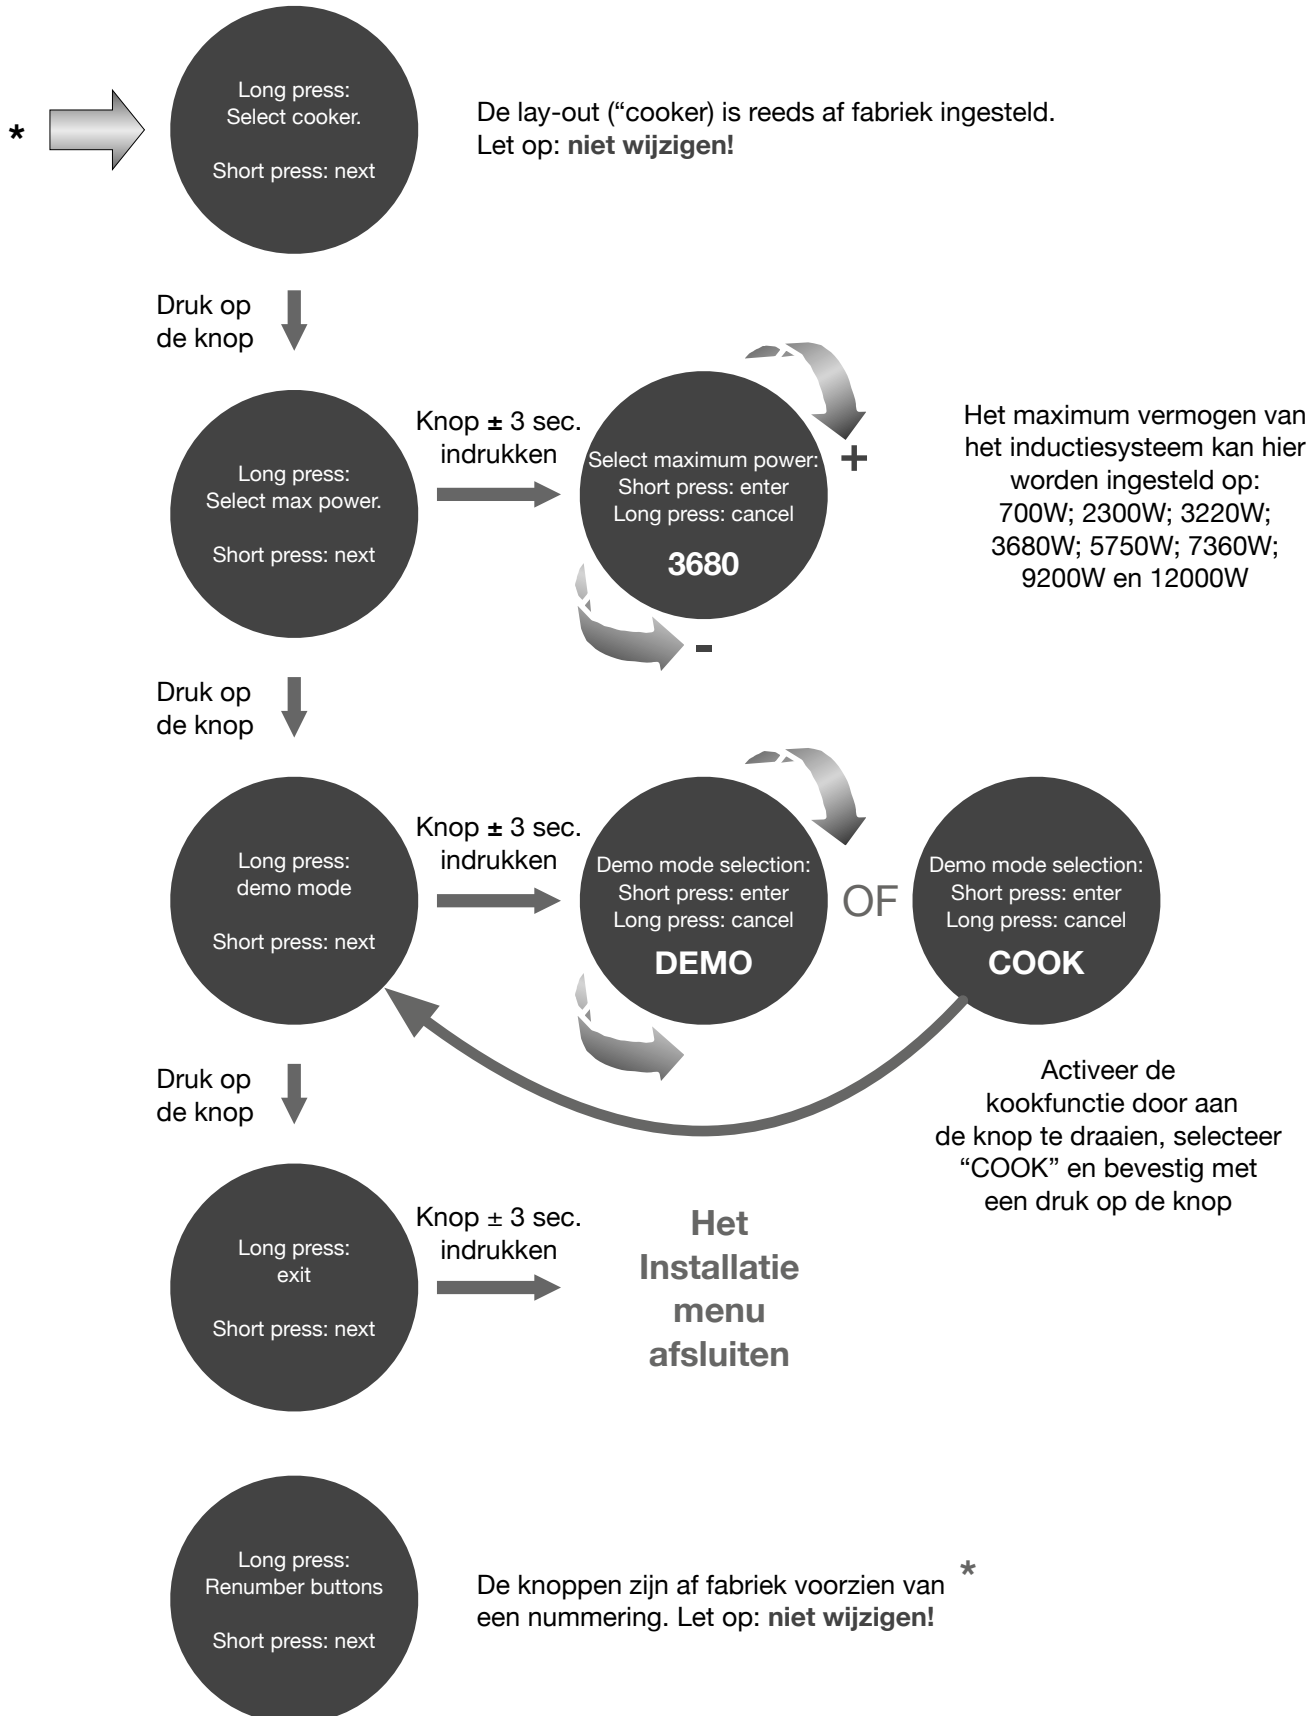 Long press:
Select cooker.
Short press: next
*
De lay-out (“cooker) is reeds af fabriek ingesteld.
Let op: niet wijzigen!
Druk op
de knop
Long press:
Select max power.
Short press: next
Knop ± 3 sec.
indrukken
Select maximum power:
Short press: enter
Long press: cancel
3680
+
-
Het maximum vermogen van
het inductiesysteem kan hier
worden ingesteld op:
700W; 2300W; 3220W;
3680W; 5750W; 7360W;
9200W en 12000W
Druk op
de knop
Long press:
demo mode
Short press: next
Knop ± 3 sec.
indrukken
Demo mode selection:
Short press: enter
Long press: cancel
DEMO
OF
Demo mode selection:
Short press: enter
Long press: cancel
COOK
Activeer de
kookfunctie door aan
de knop te draaien, selecteer
“COOK” en bevestig met
een druk op de knop
Druk op
de knop
Long press:
exit
Short press: next
Knop ± 3 sec.
indrukken
Het
Installatie
menu
afsluiten
Long press:
Renumber buttons
Short press: next
De knoppen zijn af fabriek voorzien van *
een nummering. Let op: niet wijzigen!